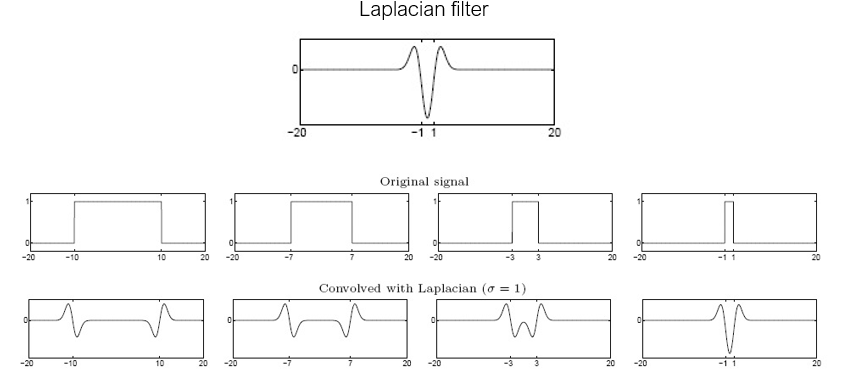 Laplacian filter
0
−20 −1 1 20
Original signal
1 1 1 1
0 0 0 0
−20 −10 10 20 −20 −7 7 20 −20 −3 3 20 −20 −1 1 20
Convolved with Laplacian (σ = 1)
0 0 0 0
−20 −10 10 20 −20 −7 7 20 −20 −3 3 20 −20 −1 1 20